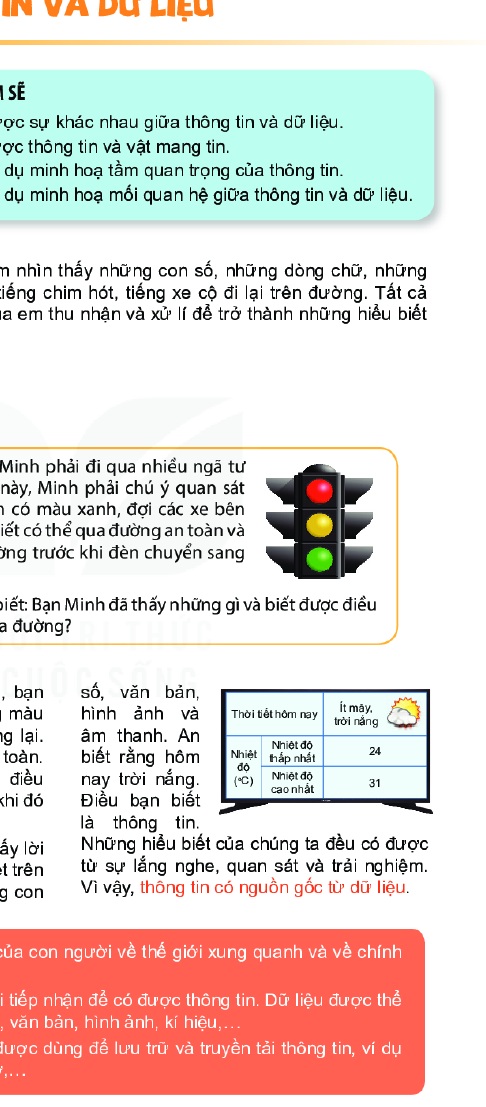 IN VÀ DỮ LIỆU
SẼ
ược sự khác nhau giữa thông tin và dữ liệu.
ược thông tin và vật mang tin.
dụ minh hoạ tầm quan trọng của thông tin.
dụ minh hoạ mối quan hệ giữa thông tin và dữ liệu.
m nhìn thấy những con số, những dòng chữ, những
tiếng chim hót, tiếng xe cộ đi lại trên đường. Tất cả
ua em thu nhận và xử lí để trở thành những hiểu biết
Minh phải đi qua nhiều ngã tư
này, Minh phải chú ý quan sát
n có màu xanh, đợi các xe bên
iết có thể qua đường an toàn và
ờng trước khi đèn chuyển sang
biết: Bạn Minh đã thấy những gì và biết được điều
a đường?
TRI THỨC
CUỘC SỐNG
, bạn
màu
ng lại.
toàn.
điều
khi đó
ấy lời
ét trên
g con
số, văn bản,
hình ảnh và
âm thanh. An
biết rằng hôm
nay trời nắng.
Điều bạn biết
là thông tin.
Những hiểu biết của chúng ta đều có được
từ sự lắng nghe, quan sát và trải nghiệm.
Vì vậy, thông tin có nguồn gốc từ dữ liệu.
Thời tiết hôm nay
Ít mây,
trời nắng
Nhiệt
độ
(°C)
Nhiệt độ
thấp nhất
24
Nhiệt độ
cao nhất
31
của con người về thế giới xung quanh và về chính
i tiếp nhận để có được thông tin. Dữ liệu được thể
, văn bản, hình ảnh, kí hiệu,...
được dùng để lưu trữ và truyền tải thông tin, ví dụ
,...